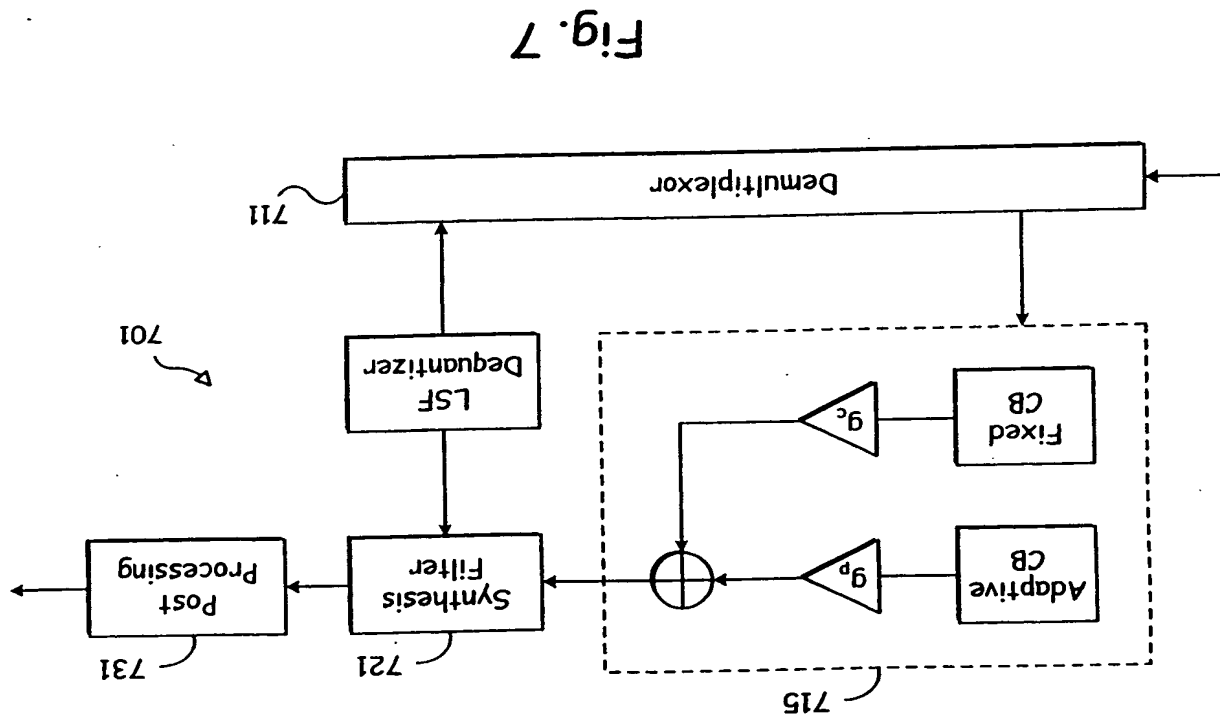 715
721
731
Adaptive
CB
gp
Synthesis
Filter
Post
Processing
Fixed
CB
gc
LSF
Dequantizer
701
711
Demultiplexor
Fig. 7